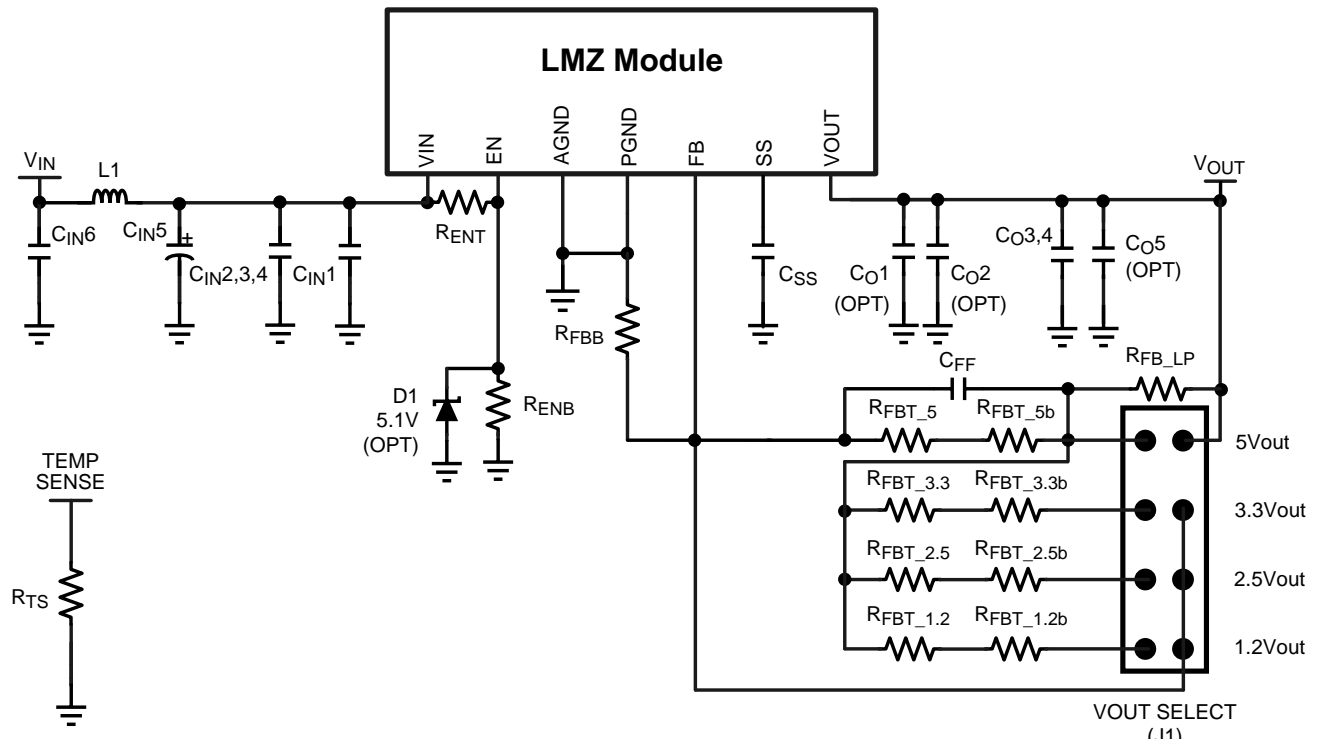 LMZ Module
VIN
EN
AGND
PGND
FB
SS
VOUT
VIN
L1
CIN6
CIN5
+
CIN2,3,4
CIN1
RENT
RFBB
CSS
CO1
(OPT)
CO2
(OPT)
CO3,4
CO5
(OPT)
VOUT
D1
5.1V
(OPT)
RENB
CFF
RFB_LP
RFBT_5
RFBT_5b
5Vout
RFBT_3.3
RFBT_3.3b
3.3Vout
RFBT_2.5
RFBT_2.5b
2.5Vout
RFBT_1.2
RFBT_1.2b
1.2Vout
TEMP
SENSE
RTS
VOUT SELECT
(J1)